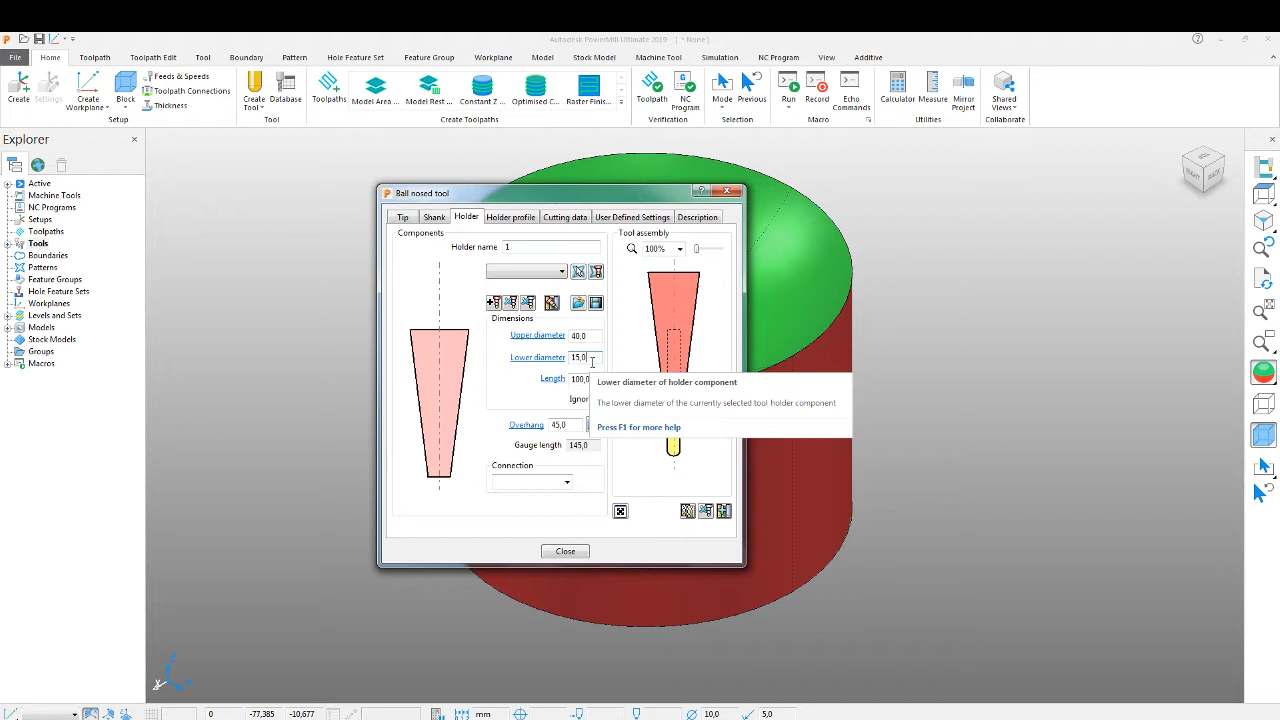 Autodesk PowerMill Ultimate 2019 [ * None ]
File Home Toolpath Toolpath Edit Tool Boundary Pattern Hole Feature Set Feature Group Workplane Model Stock Model Machine Tool Simulation NC Program View Additive
Feeds & Speeds
Toolpath Connections
Thickness
Create Settings Create Workplane Block Create Tool Database Toolpaths Model Area ... Model Rest ... Constant ... Optimised C... Raster Finis... Toolpath NC Program Mode Previous Run Record Echo Commands Calculator Measure Mirror Project Shared Views
Setup Tool Create Toolpaths Verification Selection Macro Utilities Collaborate
Explorer
Active
Machine Tools
NC Programs
Setups
Toolpaths
Tools
Boundaries
Patterns
Feature Groups
Hole Feature Sets
Workplanes
Levels and Sets
Models
Stock Models
Groups
Macros
RIGHT BACK
Ball nosed tool
Tip Shank Holder Holder profile Cutting data User Defined Settings Description
Components
Holder name 1
Dimensions
Upper diameter 40,0
Lower diameter 15,0
Length 100,0
Ignor
Overhang 45,0
Gauge length 145,0
Connection
Tool assembly
100%
Lower diameter of holder component
The lower diameter of the currently selected tool holder component
Press F1 for more help
Close
0 -77,385 -10,677 mm 10,0 5,0